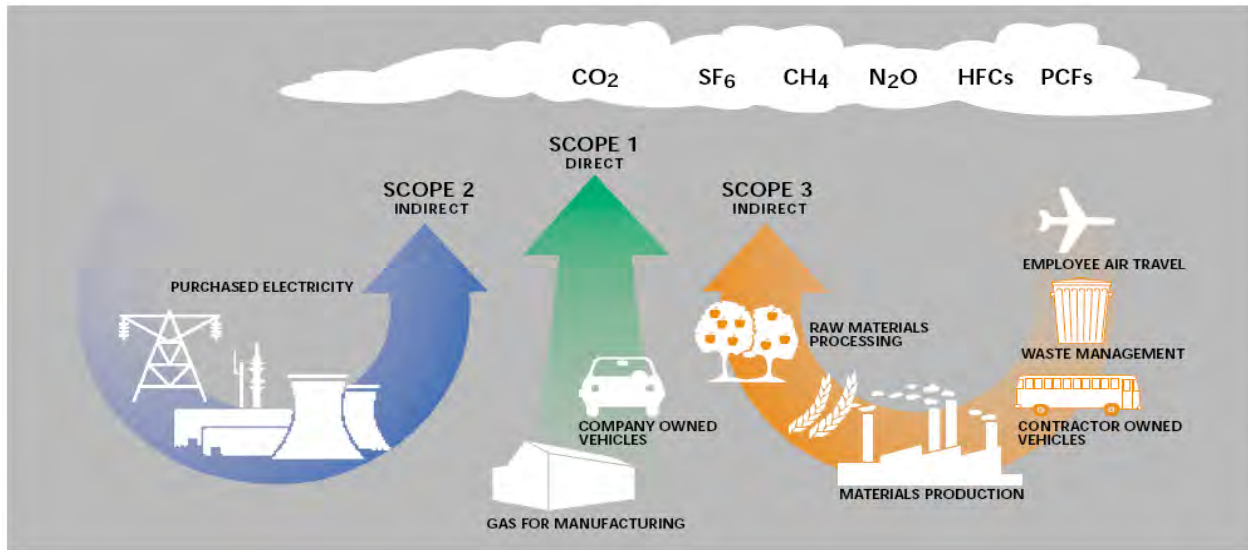 CO2 SF6 CH4 N2O HFCs PCFs
SCOPE 1
DIRECT
SCOPE 2
INDIRECT
SCOPE 3
INDIRECT
PURCHASED ELECTRICITY
COMPANY OWNED
VEHICLES
GAS FOR MANUFACTURING
RAW MATERIALS
PROCESSING
MATERIALS PRODUCTION
EMPLOYEE AIR TRAVEL
WASTE MANAGEMENT
CONTRACTOR OWNED
VEHICLES